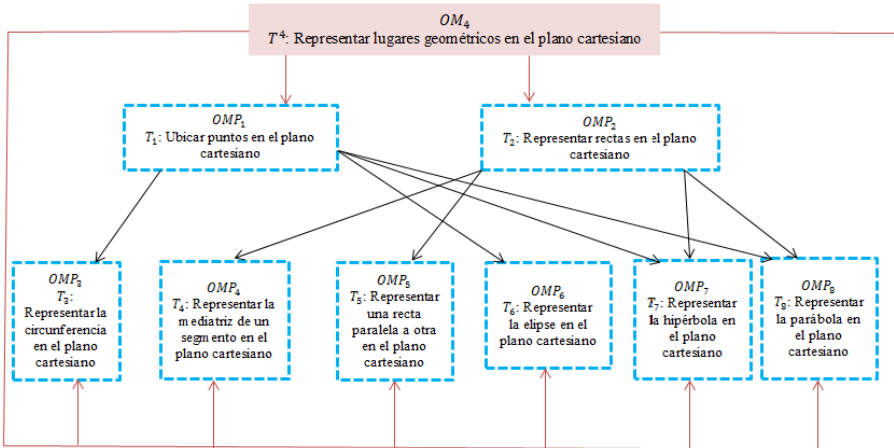 OM₄
T⁴: Representar lugares geométricos en el plano cartesiano
OMP₁
T₁: Ubicar puntos en el plano
cartesiano
OMP₂
T₂: Representar rectas en el plano
cartesiano
OMP₃
T₃:
Representar la
circunferencia
en el plano
cartesiano
OMP₄
T₄: Representar la
mediatriz de un
segmento en el
plano cartesiano
OMP₅
T₅: Representar
una recta
paralela a otra
en el plano
cartesiano
OMP₆
T₆: Representar
la elipse en el
plano cartesiano
OMP₇
T₇: Representar
la hipérbola en
el plano
cartesiano
OMP₈
T₈: Representar
la parábola en
el plano
cartesiano